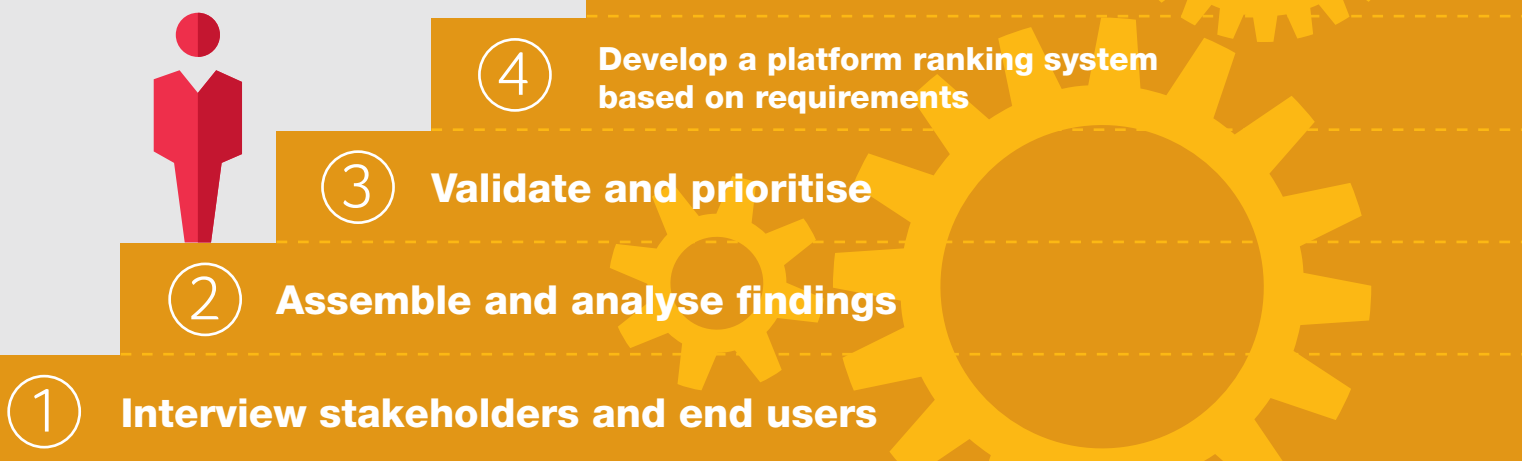 4 Develop a platform ranking system
based on requirements
3 Validate and prioritise
2 Assemble and analyse findings
1 Interview stakeholders and end users